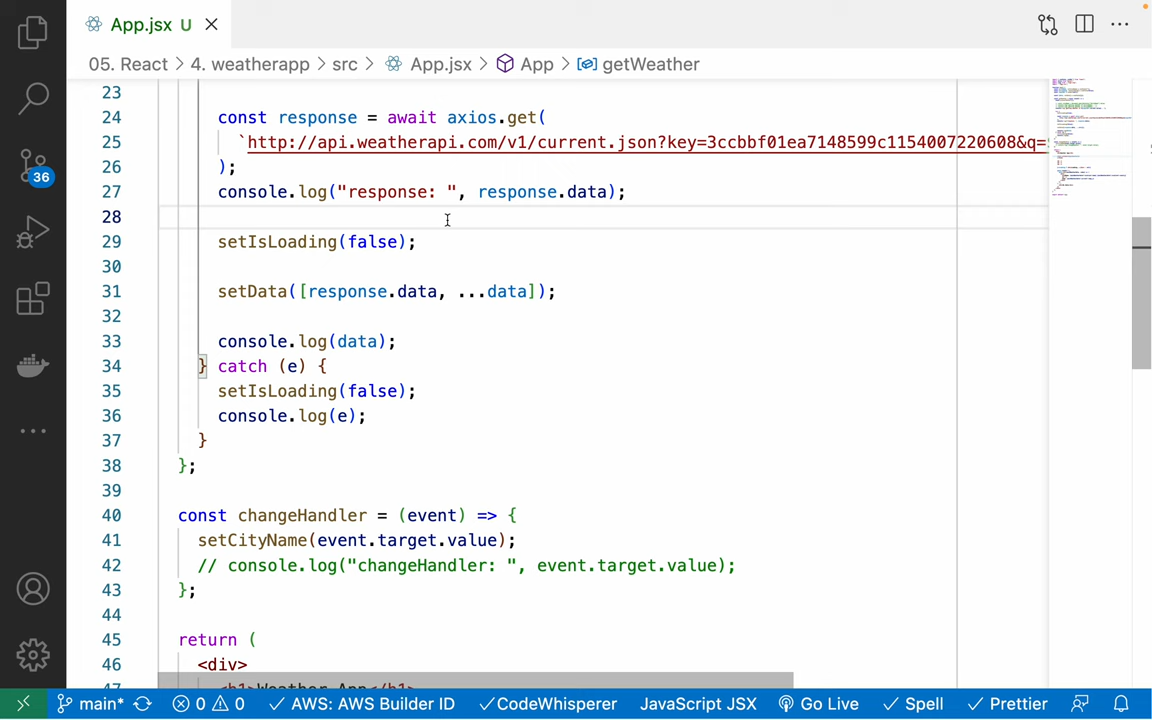 App.jsx U
05. React > 4. weatherapp > src > App.jsx > App > getWeather
23
24 const response = await axios.get(
25 `http://api.weatherapi.com/v1/current.json?key=3ccbbf01ea7148599c1154007220608&q=
26 );
27 console.log("response: ", response.data);
28
29 setIsLoading(false);
30
31 setData([response.data, ...data]);
32
33 console.log(data);
34 } catch (e) {
35 setIsLoading(false);
36 console.log(e);
37 }
38 };
39
40 const changeHandler = (event) => {
41 setCityName(event.target.value);
42 // console.log("changeHandler: ", event.target.value);
43 };
44
45 return (
46 <div>
47 <h1>Weather App</h1>
36
main* 0 0 AWS: AWS Builder ID CodeWhisperer JavaScript JSX Go Live Spell Prettier